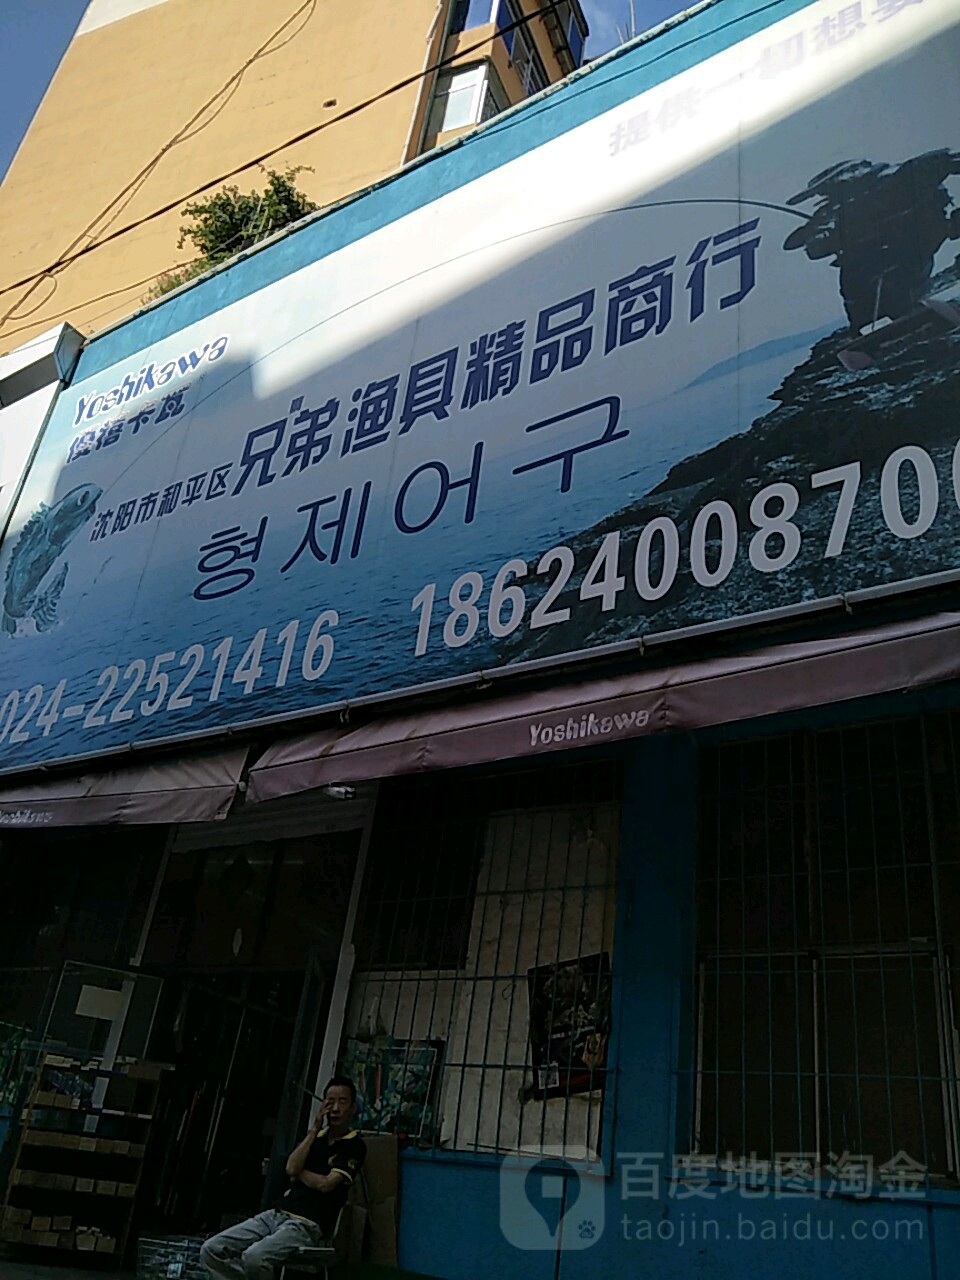 提供一切想要
Yoshikawa
沈阳市和平区兄弟渔具精品商行
형제어구
024-22521416 1862400870
Yoshikawa
百度地图淘金
taojin.baidu.com